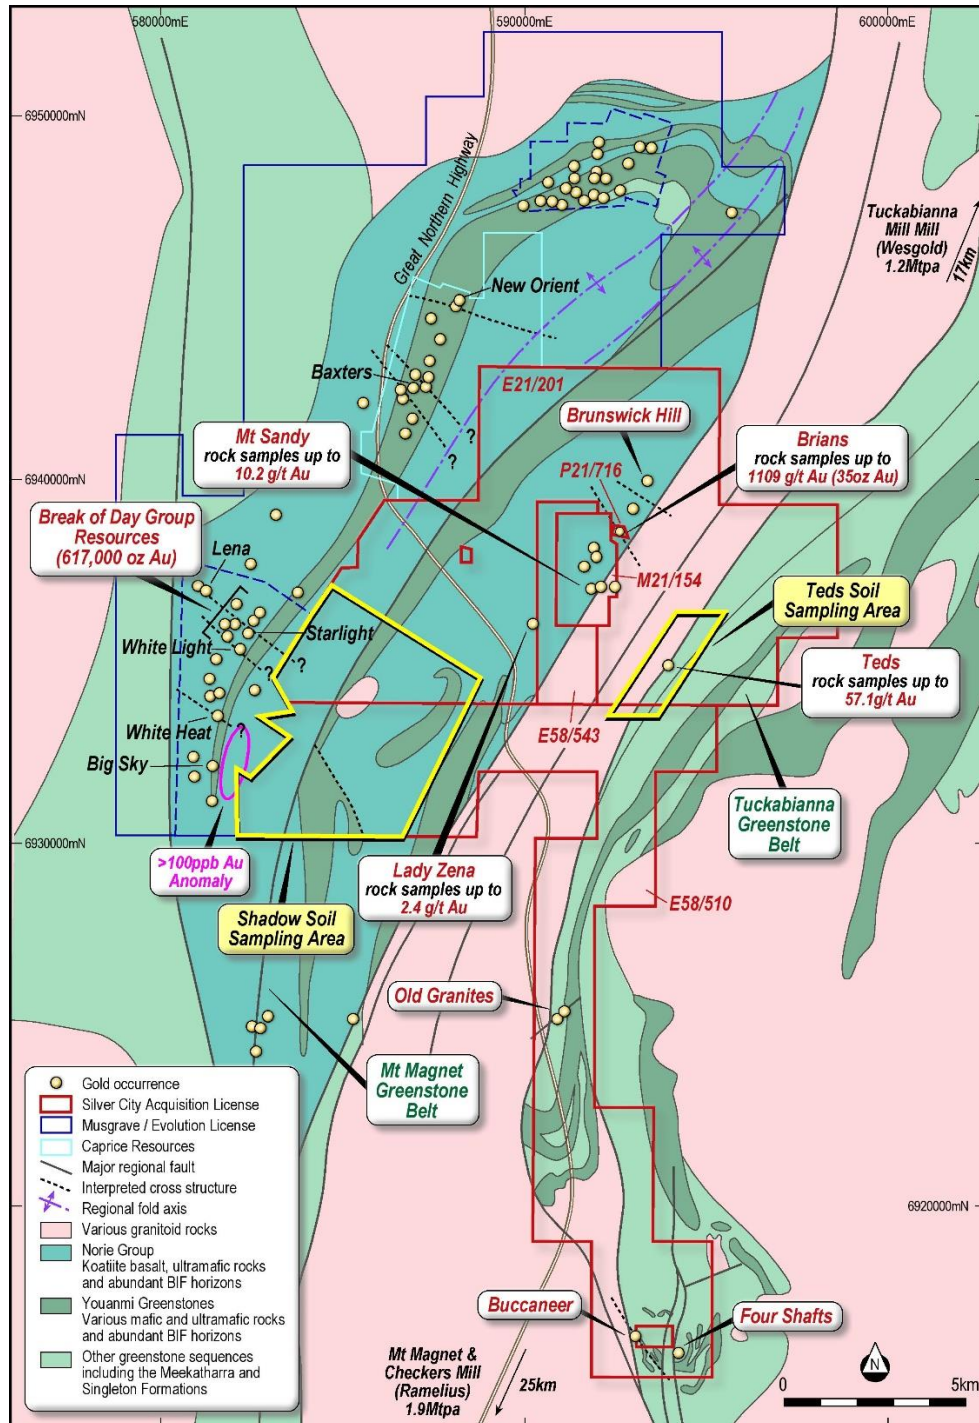 580000mE
590000mE
600000mE
6950000mN
Great Northern Highway
Tuckabianna
Mill Mill
(Wesgold)
1.2Mtpa
17km
New Orient
Baxters
E21/201
?
?
Mt Sandy
rock samples up to
10.2 g/t Au
Brunswick Hill
Brians
rock samples up to
1109 g/t Au (35oz Au)
P21/716
6940000mN
Break of Day Group
Resources
(617,000 oz Au)
Lena
M21/154
Teds Soil
Sampling Area
Starlight
White Light
?
?
Teds
rock samples up to
57.1g/t Au
White Heat
?
E58/543
Big Sky
Tuckabianna
Greenstone
Belt
6930000mN
>100ppb Au
Anomaly
Lady Zena
rock samples up to
2.4 g/t Au
E58/510
Shadow Soil
Sampling Area
Old Granites
Mt Magnet
Greenstone
Belt
Gold occurrence
Silver City Acquisition License
Musgrave / Evolution License
Caprice Resources
Major regional fault
Interpreted cross structure
Regional fold axis
Various granitoid rocks
Norie Group
Koatiite basalt, ultramafic rocks
and abundant BIF horizons
Youanmi Greenstones
Various mafic and ultramafic rocks
and abundant BIF horizons
Other greenstone sequences
including the Meekatharra and
Singleton Formations
6920000mN
Buccaneer
Four Shafts
Mt Magnet &
Checkers Mill
(Ramelius)
1.9Mtpa
25km
N
0
5km